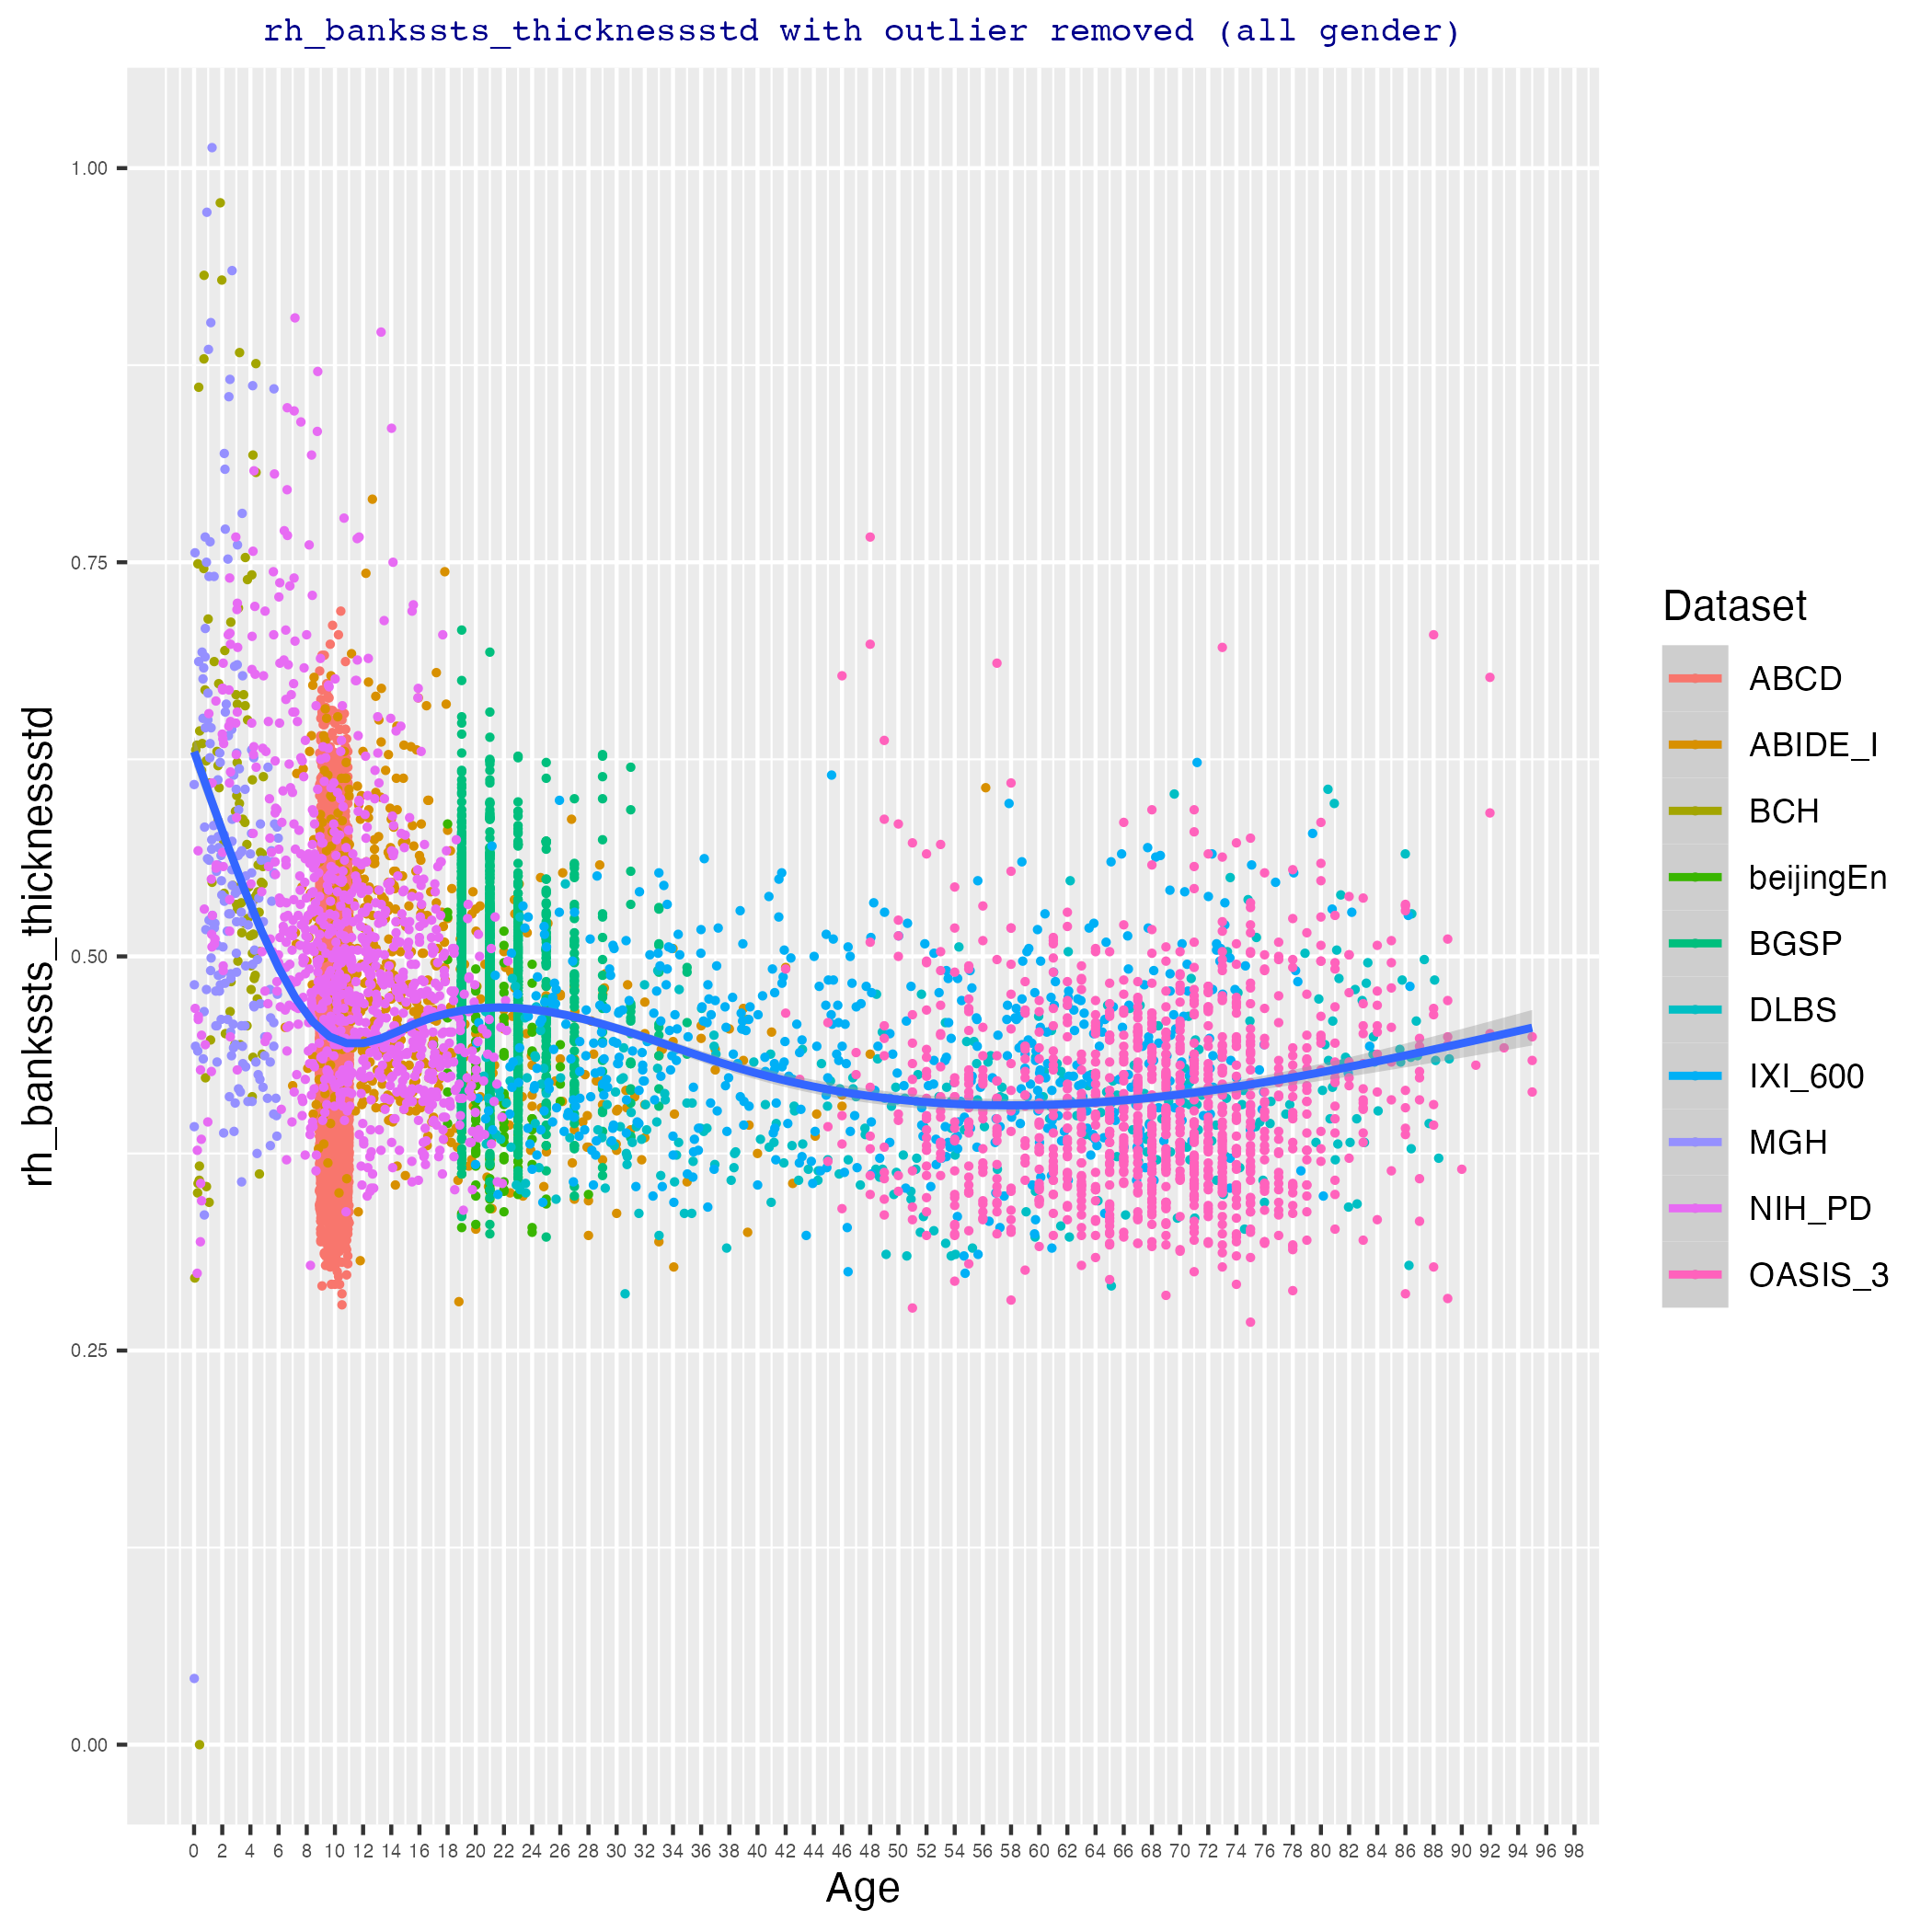 rh_bankssts_thicknessstd with outlier removed (all gender)
rh_bankssts_thicknessstd
1.00
0.75
0.50
0.25
0.00
0 2 4 6 8 10 12 14 16 18 20 22 24 26 28 30 32 34 36 38 40 42 44 46 48 50 52 54 56 58 60 62 64 66 68 70 72 74 76 78 80 82 84 86 88 90 92 94 96 98
Age
Dataset
ABCD
ABIDE_I
BCH
beijingEn
BGSP
DLBS
IXI_600
MGH
NIH_PD
OASIS_3